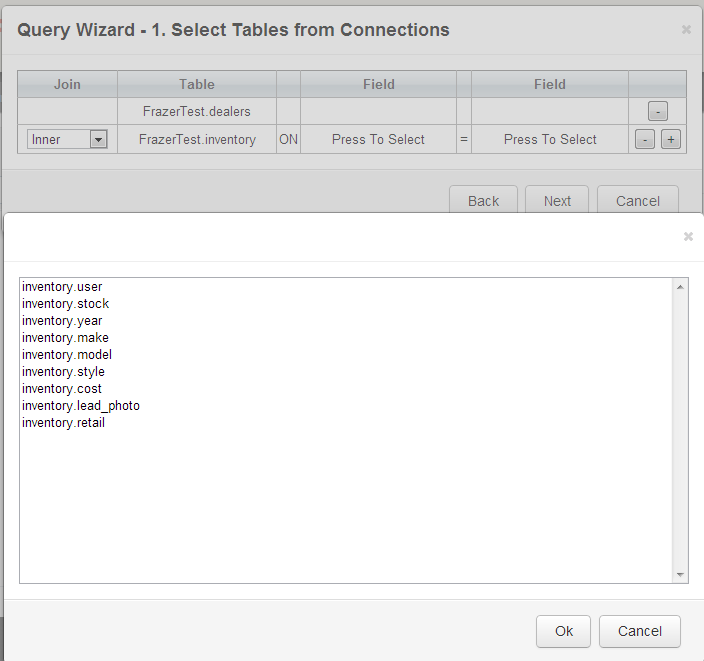 Query Wizard - 1. Select Tables from Connections ×
Join Table Field Field
FrazerTest.dealers -
Inner FrazerTest.inventory ON Press To Select = Press To Select - +
Back Next Cancel
×
inventory.user
inventory.stock
inventory.year
inventory.make
inventory.model
inventory.style
inventory.cost
inventory.lead_photo
inventory.retail
Ok Cancel